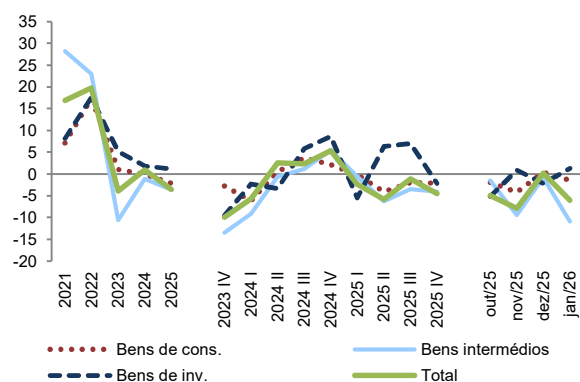 35
30
25
20
15
10
5
0
-5
-10
-15
-20
2021
2022
2023
2024
2025
2023 IV
2024 I
2024 II
2024 III
2024 IV
2025 I
2025 II
2025 III
2025 IV
out/25
nov/25
dez/25
jan/26
Bens de cons.
Bens intermédios
Bens de inv.
Total